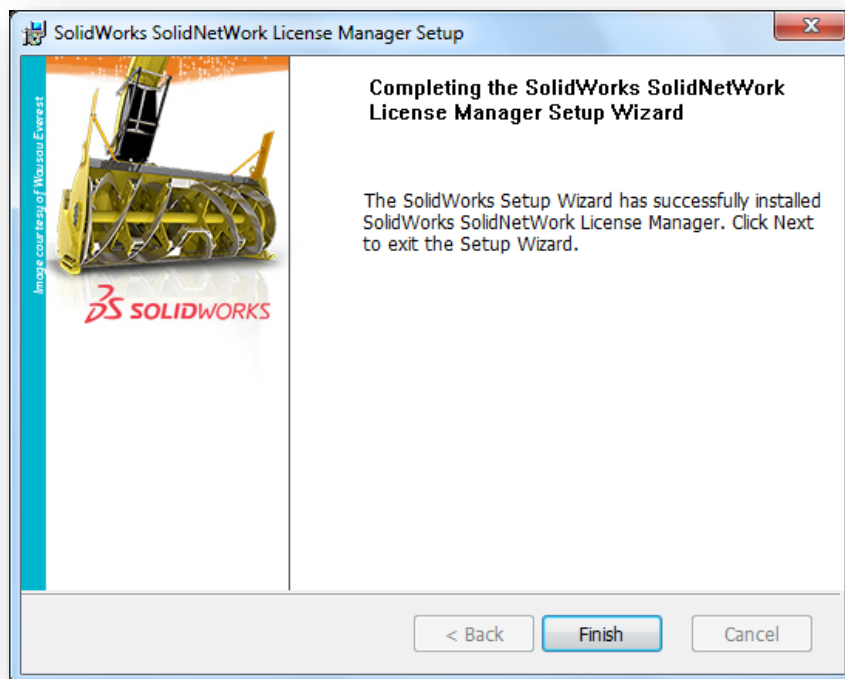 SolidWorks SolidNetWork License Manager Setup
Image courtesy of Wausau Everest
Completing the SolidWorks SolidNetWork
License Manager Setup Wizard
The SolidWorks Setup Wizard has successfully installed
SolidWorks SolidNetWork License Manager. Click Next
to exit the Setup Wizard.
SOLIDWORKS
< Back
Finish
Cancel